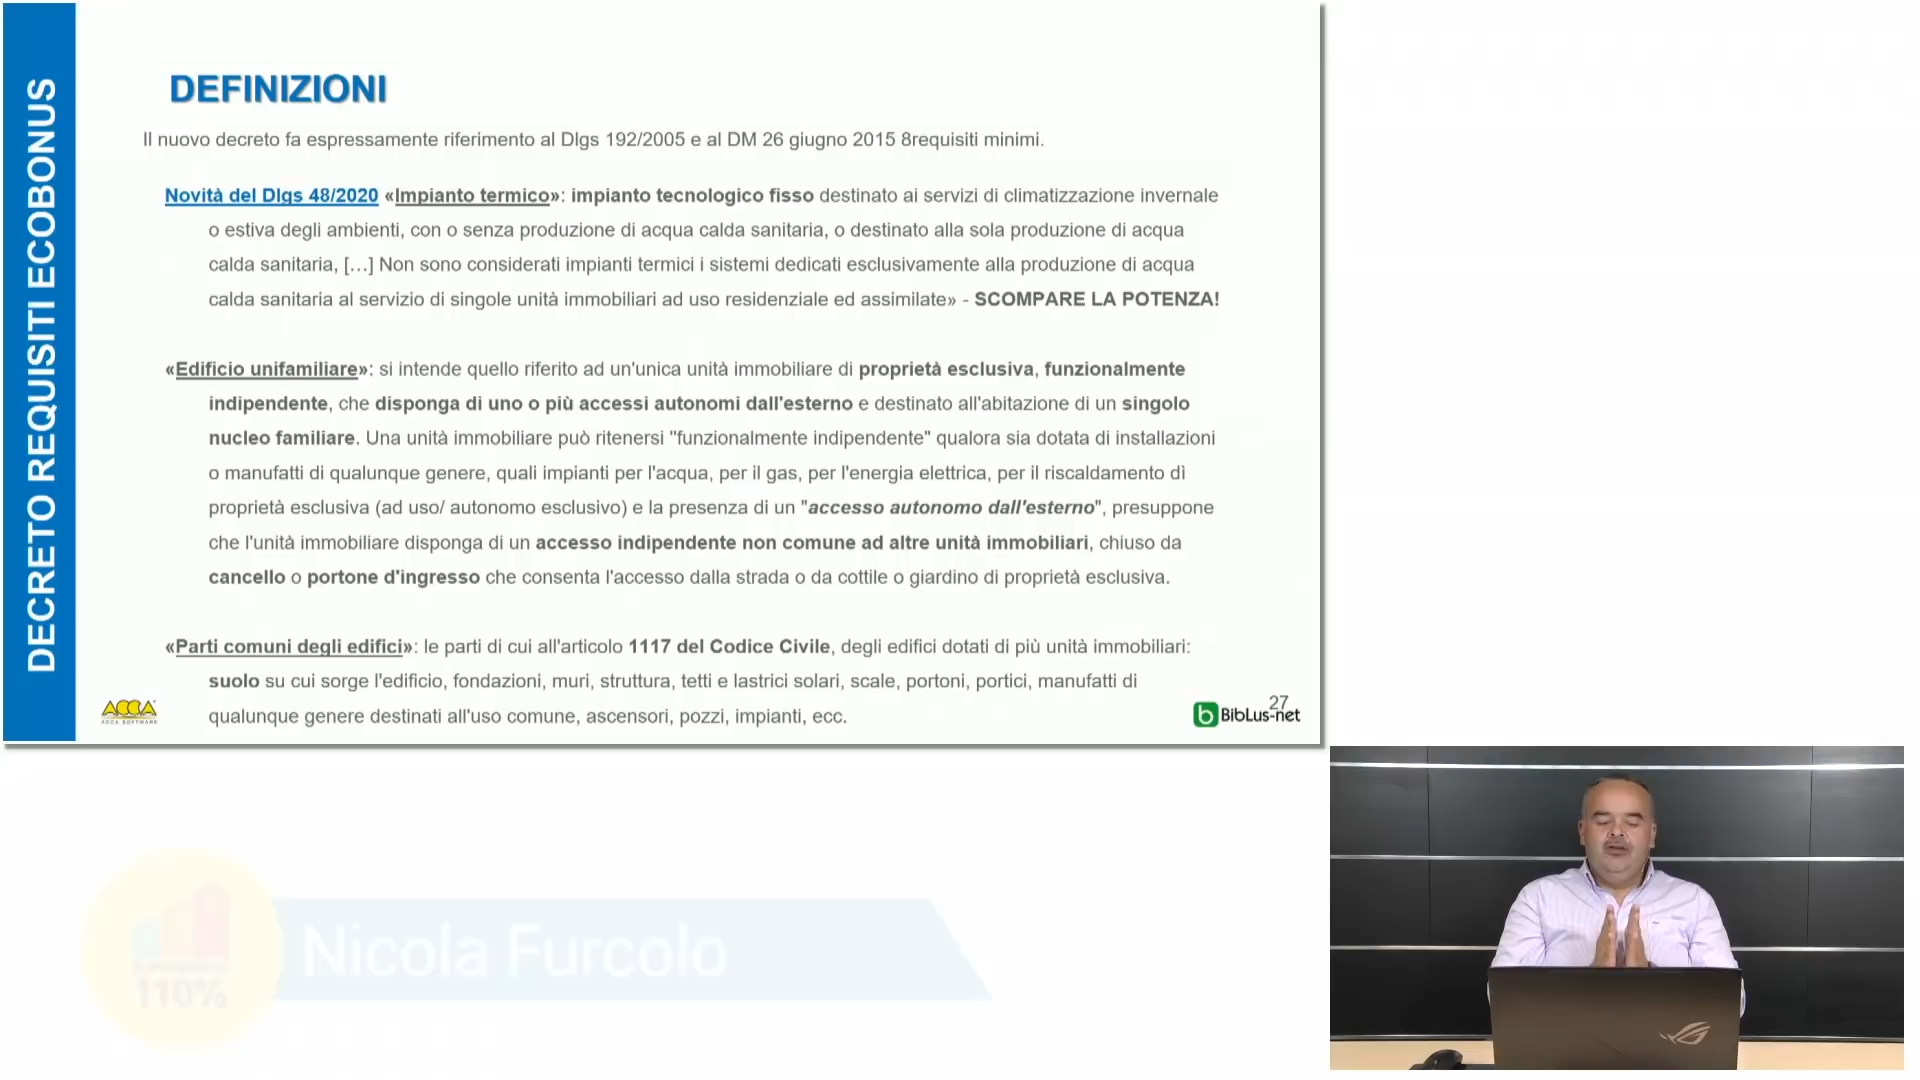 DECRETO REQUISITI ECOBONUS
DEFINIZIONI
Il nuovo decreto fa espressamente riferimento al Dlgs 192/2005 e al DM 26 giugno 2015 8requisiti minimi.
Novità del Dlgs 48/2020 «Impianto termico»: impianto tecnologico fisso destinato ai servizi di climatizzazione invernale
o estiva degli ambienti, con o senza produzione di acqua calda sanitaria, o destinato alla sola produzione di acqua
calda sanitaria, […] Non sono considerati impianti termici i sistemi dedicati esclusivamente alla produzione di acqua
calda sanitaria al servizio di singole unità immobiliari ad uso residenziale ed assimilate» - SCOMPARE LA POTENZA!
«Edificio unifamiliare»: si intende quello riferito ad un'unica unità immobiliare di proprietà esclusiva, funzionalmente
indipendente, che disponga di uno o più accessi autonomi dall'esterno e destinato all'abitazione di un singolo
nucleo familiare. Una unità immobiliare può ritenersi "funzionalmente indipendente" qualora sia dotata di installazioni
o manufatti di qualunque genere, quali impianti per l'acqua, per il gas, per l'energia elettrica, per il riscaldamento dì
proprietà esclusiva (ad uso/ autonomo esclusivo) e la presenza di un "accesso autonomo dall'esterno", presuppone
che l'unità immobiliare disponga di un accesso indipendente non comune ad altre unità immobiliari, chiuso da
cancello o portone d'ingresso che consenta l'accesso dalla strada o da cottile o giardino di proprietà esclusiva.
«Parti comuni degli edifici»: le parti di cui all'articolo 1117 del Codice Civile, degli edifici dotati di più unità immobiliari:
suolo su cui sorge l'edificio, fondazioni, muri, struttura, tetti e lastrici solari, scale, portoni, portici, manufatti di
qualunque genere destinati all'uso comune, ascensori, pozzi, impianti, ecc.
ACCA
ACCA SOFTWARE
27
b BibLus-net
Nicola Furcolo
110%